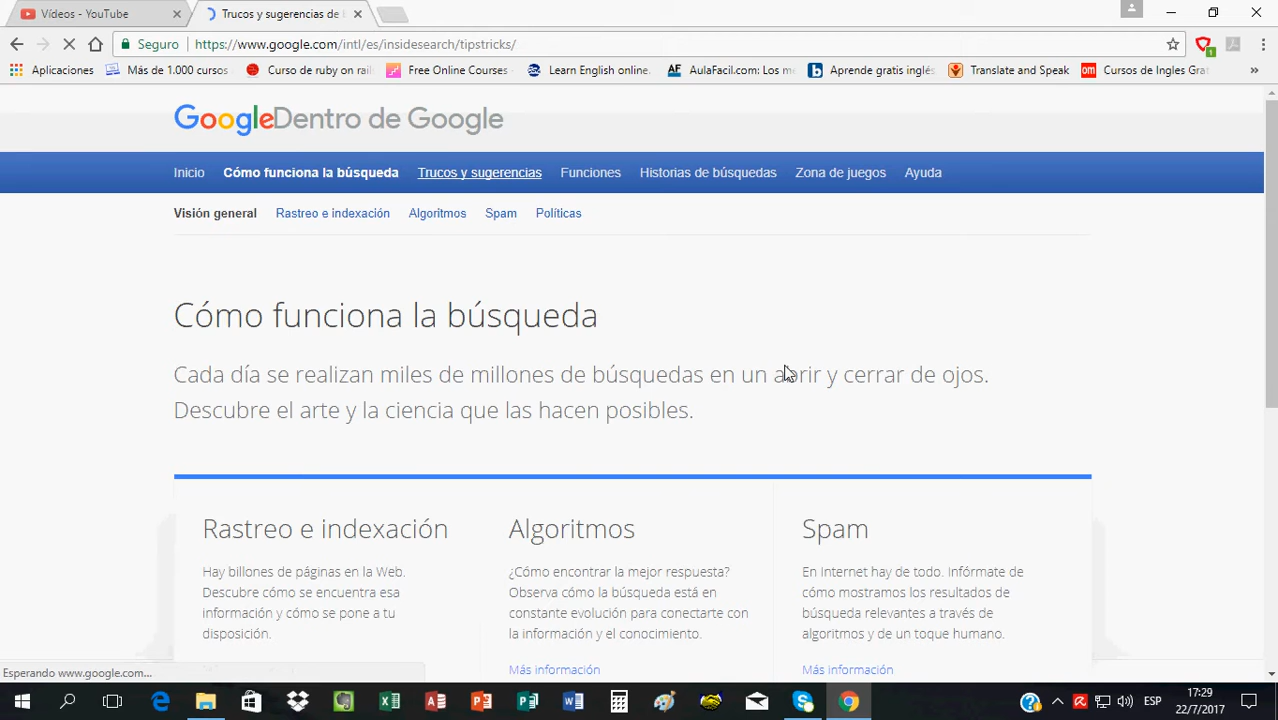 Vídeos - YouTube
Trucos y sugerencias de
Seguro
https://www.google.com/intl/es/insidesearch/tipstricks/
Aplicaciones
Más de 1.000 cursos
Curso de ruby on rail
Free Online Courses
Learn English online.
AF
AulaFacil.com: Los m
Aprende gratis inglés
Translate and Speak
om
Cursos de Ingles Grat
GoogleDentro de Google
Inicio
Cómo funciona la búsqueda
Trucos y sugerencias
Funciones
Historias de búsquedas
Zona de juegos
Ayuda
Visión general
Rastreo e indexación
Algoritmos
Spam
Políticas
Cómo funciona la búsqueda
Cada día se realizan miles de millones de búsquedas en un abrir y cerrar de ojos.
Descubre el arte y la ciencia que las hacen posibles.
Rastreo e indexación
Hay billones de páginas en la Web.
Descubre cómo se encuentra esa
información y cómo se pone a tu
disposición.
Algoritmos
¿Cómo encontrar la mejor respuesta?
Observa cómo la búsqueda está en
constante evolución para conectarte con
la información y el conocimiento.
Más información
Spam
En Internet hay de todo. Infórmate de
cómo mostramos los resultados de
búsqueda relevantes a través de
algoritmos y de un toque humano.
Más información
Esperando www.google.com...
ESP
17:29
22/7/2017